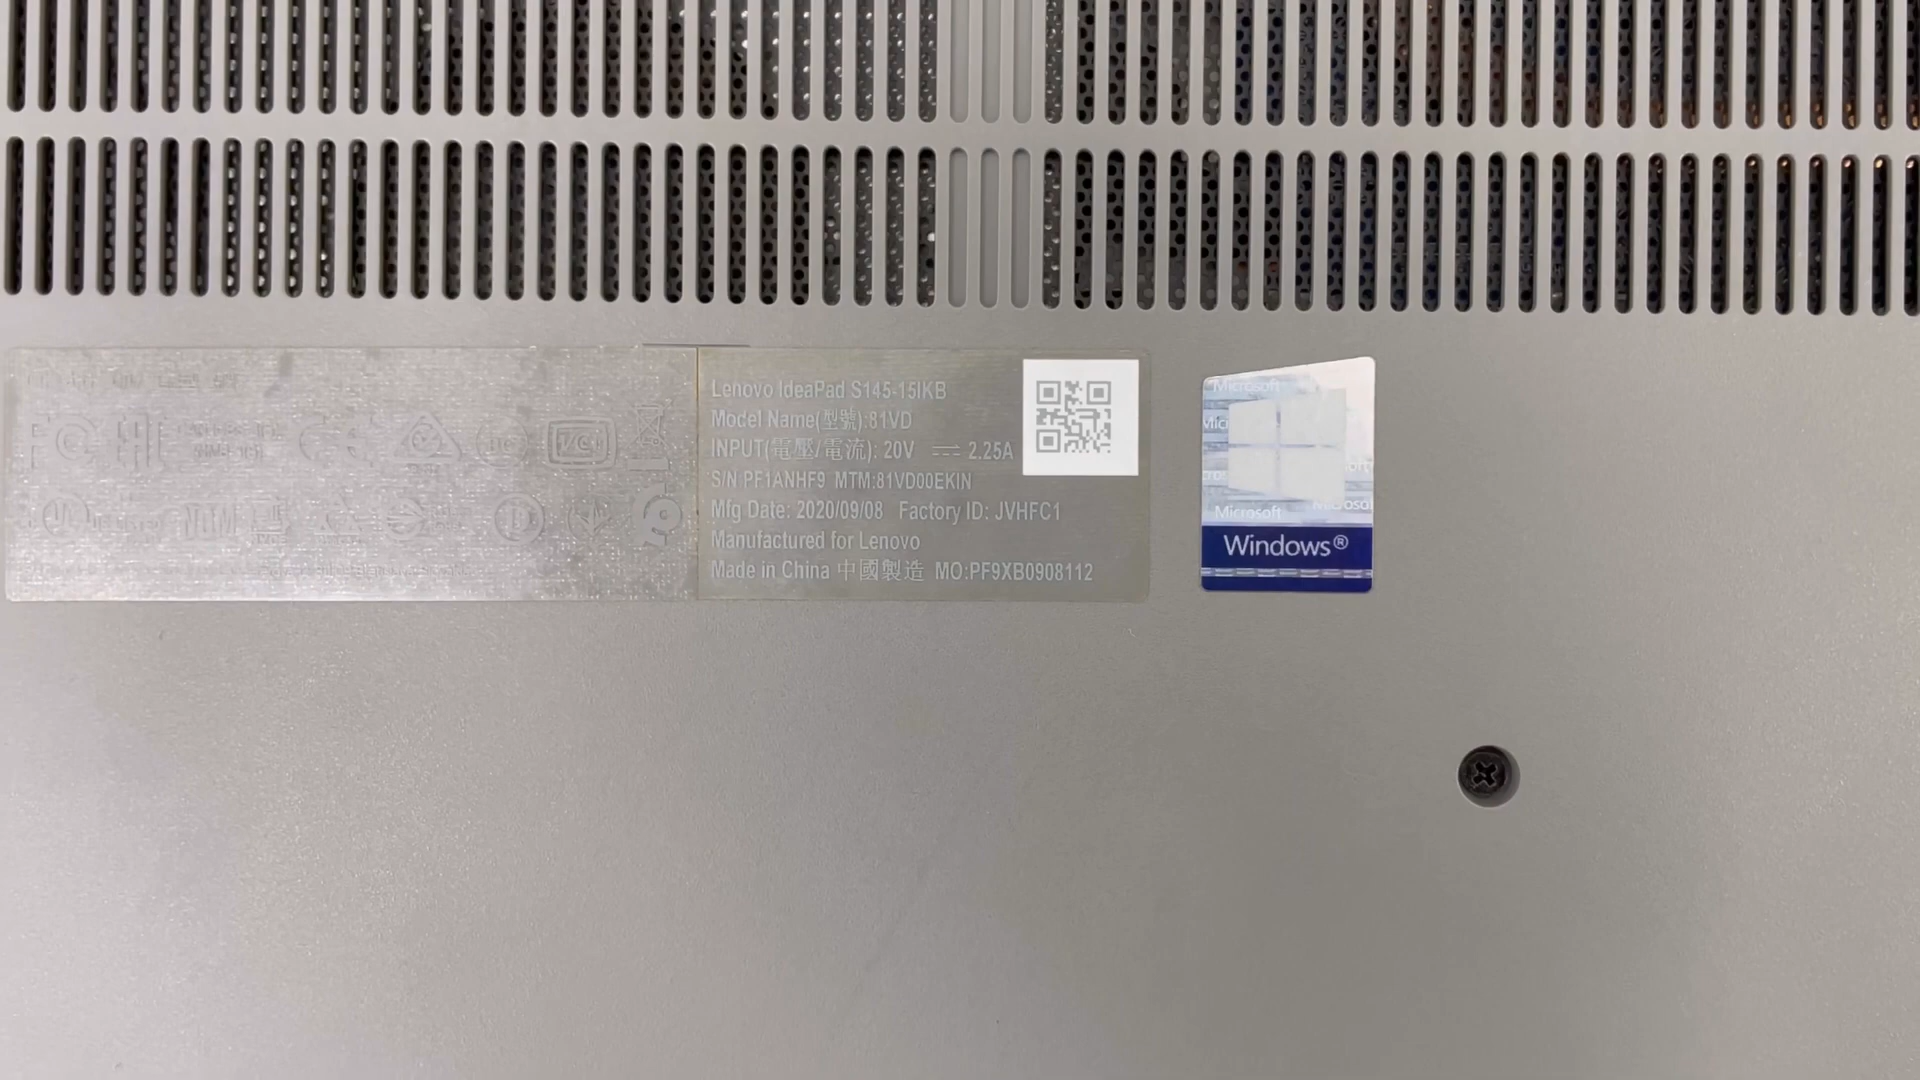 Lenovo IdeaPad S145-15IKB
Model Name(型號):81VD
INPUT(電壓/電流): 20V ⎓ 2.25A
S/N PF1ANHF9 MTM:81VD00EKIN
Mfg Date: 2020/09/08 Factory ID: JVHFC1
Manufactured for Lenovo
Made in China 中國製造 MO:PF9XB0908112
Microsoft
Microsoft
Windows®